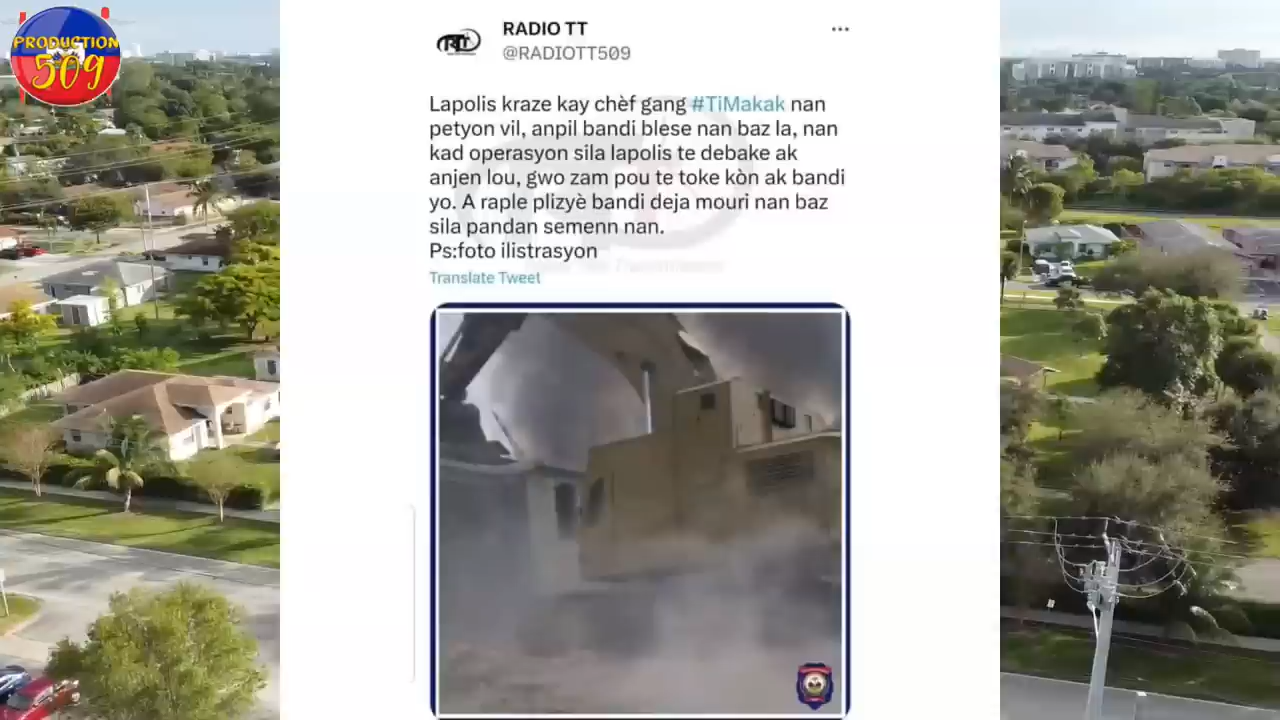 PRODUCTION
509
RADIO TT
@RADIOTT509
Lapolis kraze kay chèf gang #TiMakak nan
petyon vil, anpil bandi blese nan baz la, nan
kad operasyon sila lapolis te debake ak
anjen lou, gwo zam pou te toke kòn ak bandi
yo. A raple plizyè bandi deja mouri nan baz
sila pandan semenn nan.
Ps:foto ilistrasyon
Translate Tweet